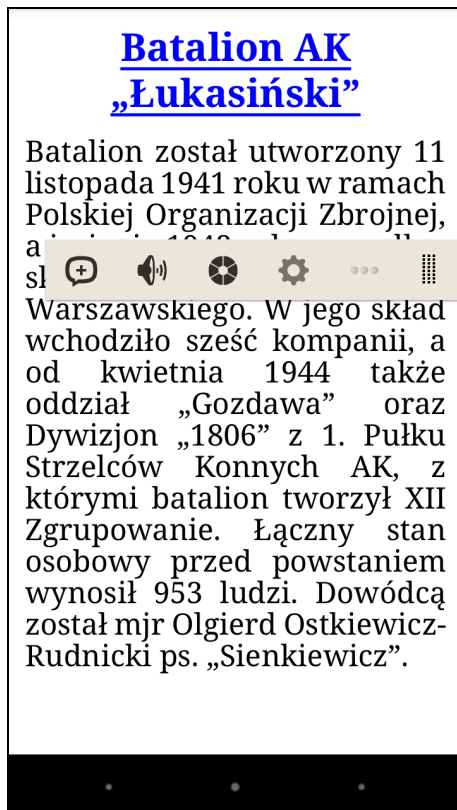 Batalion AK
„Łukasiński”
Batalion został utworzony 11
listopada 1941 roku w ramach
Polskiej Organizacji Zbrojnej,
a
sk
Warszawskiego. W jego skład
wchodziło sześć kompanii, a
od kwietnia 1944 także
oddział „Gozdawa” oraz
Dywizjon „1806” z 1. Pułku
Strzelców Konnych AK, z
którymi batalion tworzył XII
Zgrupowanie. Łączny stan
osobowy przed powstaniem
wynosił 953 ludzi. Dowódcą
został mjr Olgierd Ostkiewicz-
Rudnicki ps. „Sienkiewicz”.